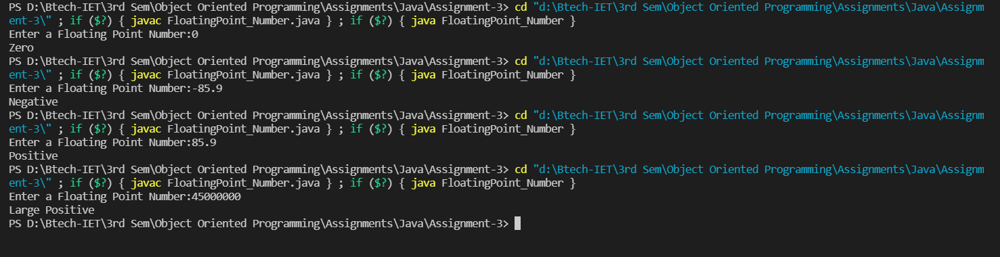 PS D:\Btech-IET\3rd Sem\Object Oriented Programming\Assignments\Java\Assignment-3> cd "d:\Btech-IET\3rd Sem\Object Oriented Programming\Assignments\Java\Assignm
ent-3\" ; if ($?) { javac FloatingPoint_Number.java } ; if ($?) { java FloatingPoint_Number }
Enter a Floating Point Number:0
Zero
PS D:\Btech-IET\3rd Sem\Object Oriented Programming\Assignments\Java\Assignment-3> cd "d:\Btech-IET\3rd Sem\Object Oriented Programming\Assignments\Java\Assignm
ent-3\" ; if ($?) { javac FloatingPoint_Number.java } ; if ($?) { java FloatingPoint_Number }
Enter a Floating Point Number:-85.9
Negative
PS D:\Btech-IET\3rd Sem\Object Oriented Programming\Assignments\Java\Assignment-3> cd "d:\Btech-IET\3rd Sem\Object Oriented Programming\Assignments\Java\Assignm
ent-3\" ; if ($?) { javac FloatingPoint_Number.java } ; if ($?) { java FloatingPoint_Number }
Enter a Floating Point Number:85.9
Positive
PS D:\Btech-IET\3rd Sem\Object Oriented Programming\Assignments\Java\Assignment-3> cd "d:\Btech-IET\3rd Sem\Object Oriented Programming\Assignments\Java\Assignm
ent-3\" ; if ($?) { javac FloatingPoint_Number.java } ; if ($?) { java FloatingPoint_Number }
Enter a Floating Point Number:45000000
Large Positive
PS D:\Btech-IET\3rd Sem\Object Oriented Programming\Assignments\Java\Assignment-3>